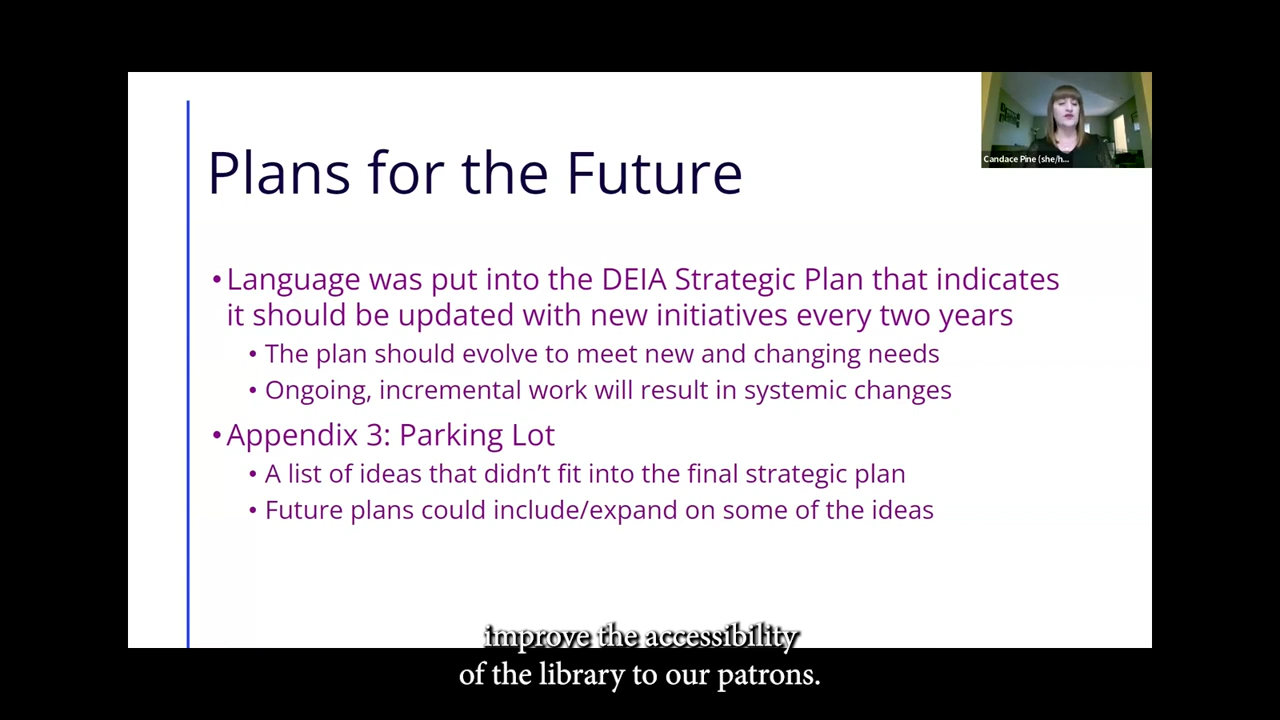 Candace Pine (she/h...
Plans for the Future
• Language was put into the DEIA Strategic Plan that indicates
it should be updated with new initiatives every two years
• The plan should evolve to meet new and changing needs
• Ongoing, incremental work will result in systemic changes
• Appendix 3: Parking Lot
• A list of ideas that didn’t fit into the final strategic plan
• Future plans could include/expand on some of the ideas
improve the accessibility
of the library to our patrons.